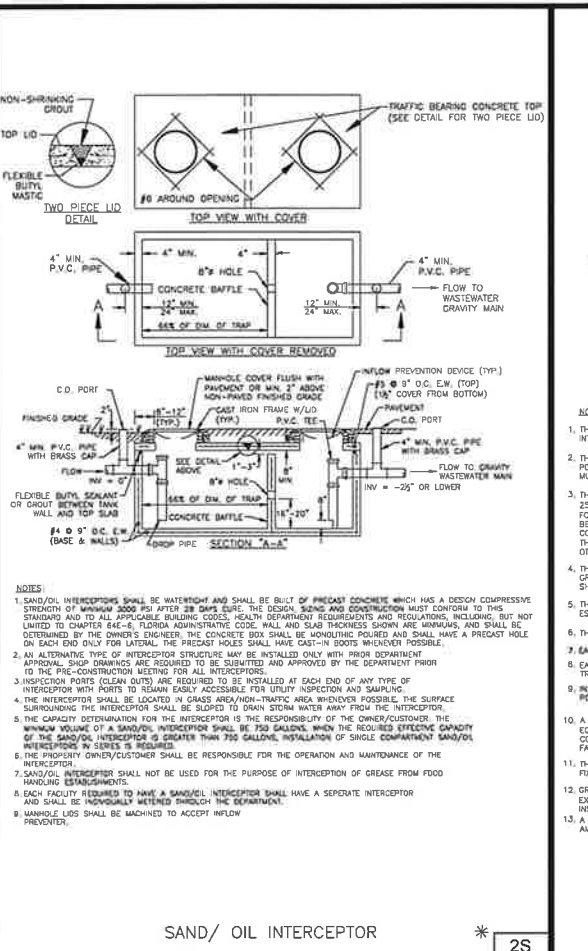 NON-SHRINKING
GROUT
TOP LID
FLEXIBLE
BUTYL
MASTIC
TWO PIECE LID
DETAIL
TRAFFIC BEARING CONCRETE TOP
(SEE DETAIL FOR TWO PIECE LID)
#6 AROUND OPENING
TOP VIEW WITH COVER
4" MIN.
P.V.C. PIPE
4" MIN.
4"
8"ø HOLE
CONCRETE BAFFLE
12" MIN.
24" MAX.
12" MIN.
24" MAX.
66% OF DIM. OF TRAP
4" MIN.
P.V.C. PIPE
FLOW TO
WASTEWATER
GRAVITY MAIN
A
A
TOP VIEW WITH COVER REMOVED
C.O. PORT
FINISHED GRADE
2"
8"-12"
(TYP.)
MANHOLE COVER FLUSH WITH
PAVEMENT OR MIN. 2" ABOVE
NON-PAVED FINISHED GRADE
CAST IRON FRAME W/LID
(TYP.)
P.V.C. TEE
INFLOW PREVENTION DEVICE (TYP.)
#5 @ 9" O.C. E.W. (TOP)
(1½" COVER FROM BOTTOM)
PAVEMENT
C.O. PORT
4" MIN. P.V.C. PIPE
WITH BRASS CAP
4" MIN. P.V.C. PIPE
WITH BRASS CAP
FLOW
INV = 0"
SEE DETAIL
ABOVE
1"-3"
8"
MIN.
8"ø HOLE
FLOW TO GRAVITY
WASTEWATER MAIN
INV = -2½" OR LOWER
FLEXIBLE BUTYL SEALANT
OR GROUT BETWEEN TANK
WALL AND TOP SLAB
66% OF DIM. OF TRAP
CONCRETE BAFFLE
16"-20"
8"
#4 @ 9" O.C. E.W.
(BASE & WALLS)
DROP PIPE
SECTION "A-A"
NOTES:
1. SAND/OIL INTERCEPTORS SHALL BE WATERTIGHT AND SHALL BE BUILT OF PRECAST CONCRETE WHICH HAS A DESIGN COMPRESSIVE
STRENGTH OF MINIMUM 3000 PSI AFTER 28 DAYS CURE. THE DESIGN, SIZING AND CONSTRUCTION MUST CONFORM TO THIS
STANDARD AND TO ALL APPLICABLE BUILDING CODES, HEALTH DEPARTMENT REQUIREMENTS AND REGULATIONS, INCLUDING, BUT NOT
LIMITED TO CHAPTER 64E-6, FLORIDA ADMINISTRATIVE CODE. WALL AND SLAB THICKNESS SHOWN ARE MINIMUMS, AND SHALL BE
DETERMINED BY THE OWNER'S ENGINEER. THE CONCRETE BOX SHALL BE MONOLITHIC POURED AND SHALL HAVE A PRECAST HOLE
ON EACH END ONLY FOR LATERAL. THE PRECAST HOLES SHALL HAVE CAST-IN BOOTS WHENEVER POSSIBLE.
2. AN ALTERNATIVE TYPE OF INTERCEPTOR STRUCTURE MAY BE INSTALLED ONLY WITH PRIOR DEPARTMENT
APPROVAL. SHOP DRAWINGS ARE REQUIRED TO BE SUBMITTED AND APPROVED BY THE DEPARTMENT PRIOR
TO THE PRE-CONSTRUCTION MEETING FOR ALL INTERCEPTORS.
3. INSPECTION PORTS (CLEAN OUTS) ARE REQUIRED TO BE INSTALLED AT EACH END OF ANY TYPE OF
INTERCEPTOR WITH PORTS TO REMAIN EASILY ACCESSIBLE FOR UTILITY INSPECTION AND SAMPLING.
4. THE INTERCEPTOR SHALL BE LOCATED IN GRASS AREA/NON-TRAFFIC AREA WHENEVER POSSIBLE. THE SURFACE
SURROUNDING THE INTERCEPTOR SHALL BE SLOPED TO DRAIN STORM WATER AWAY FROM THE INTERCEPTOR.
5. THE CAPACITY DETERMINATION FOR THE INTERCEPTOR IS THE RESPONSIBILITY OF THE OWNER/CUSTOMER. THE
MINIMUM VOLUME OF A SAND/OIL INTERCEPTOR SHALL BE 750 GALLONS. WHEN THE REQUIRED EFFECTIVE CAPACITY
OF THE SAND/OIL INTERCEPTOR IS GREATER THAN 750 GALLONS, INSTALLATION OF SINGLE COMPARTMENT SAND/OIL
INTERCEPTORS IN SERIES IS REQUIRED.
6. THE PROPERTY OWNER/CUSTOMER SHALL BE RESPONSIBLE FOR THE OPERATION AND MAINTENANCE OF THE
INTERCEPTOR.
7. SAND/OIL INTERCEPTOR SHALL NOT BE USED FOR THE PURPOSE OF INTERCEPTION OF GREASE FROM FOOD
HANDLING ESTABLISHMENTS.
8. EACH FACILITY REQUIRED TO HAVE A SAND/OIL INTERCEPTOR SHALL HAVE A SEPERATE INTERCEPTOR
AND SHALL BE INDIVIDUALLY METERED THROUGH THE DEPARTMENT.
9. MANHOLE LIDS SHALL BE MACHINED TO ACCEPT INFLOW
PREVENTER.
SAND/ OIL INTERCEPTOR
*
2S